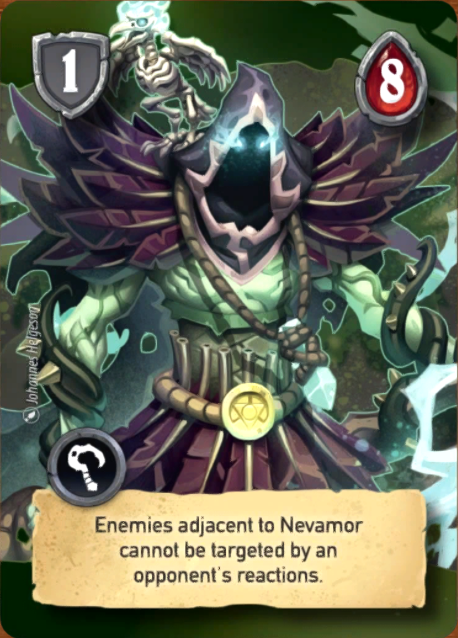 1
8
Johannes Helgeson
Enemies adjacent to Nevamor
cannot be targeted by an
opponent's reactions.